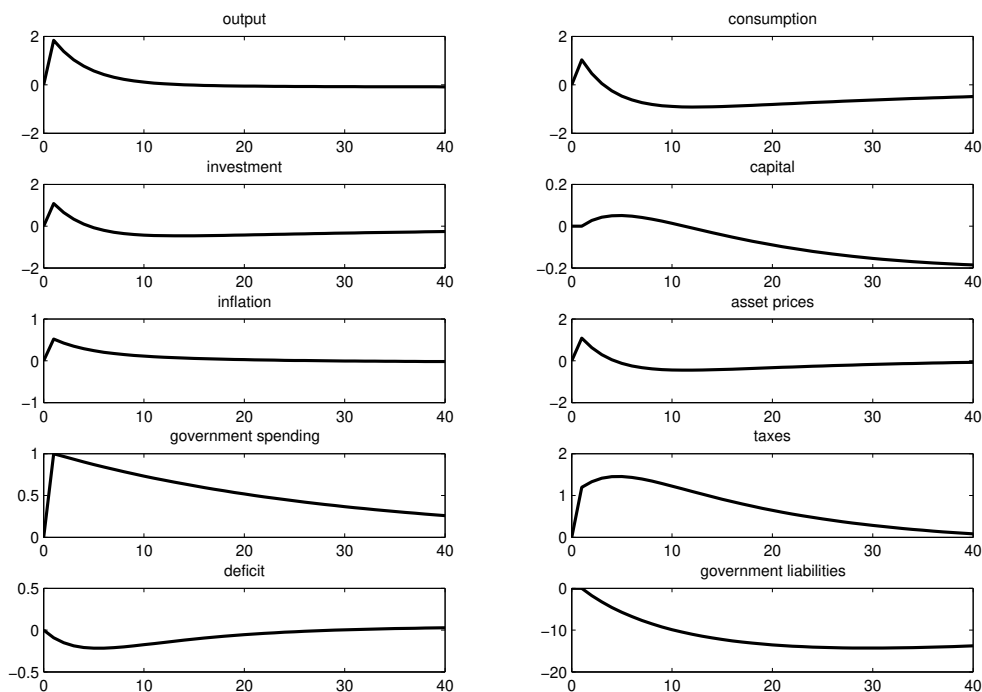 output
2
0
−2
0 10 20 30 40
consumption
2
0
−2
0 10 20 30 40
investment
2
0
−2
0 10 20 30 40
capital
0.2
0
−0.2
0 10 20 30 40
inflation
1
0
−1
0 10 20 30 40
asset prices
2
0
−2
0 10 20 30 40
government spending
1
0.5
0
0 10 20 30 40
taxes
2
1
0
0 10 20 30 40
deficit
0.5
0
−0.5
0 10 20 30 40
government liabilities
0
−10
−20
0 10 20 30 40